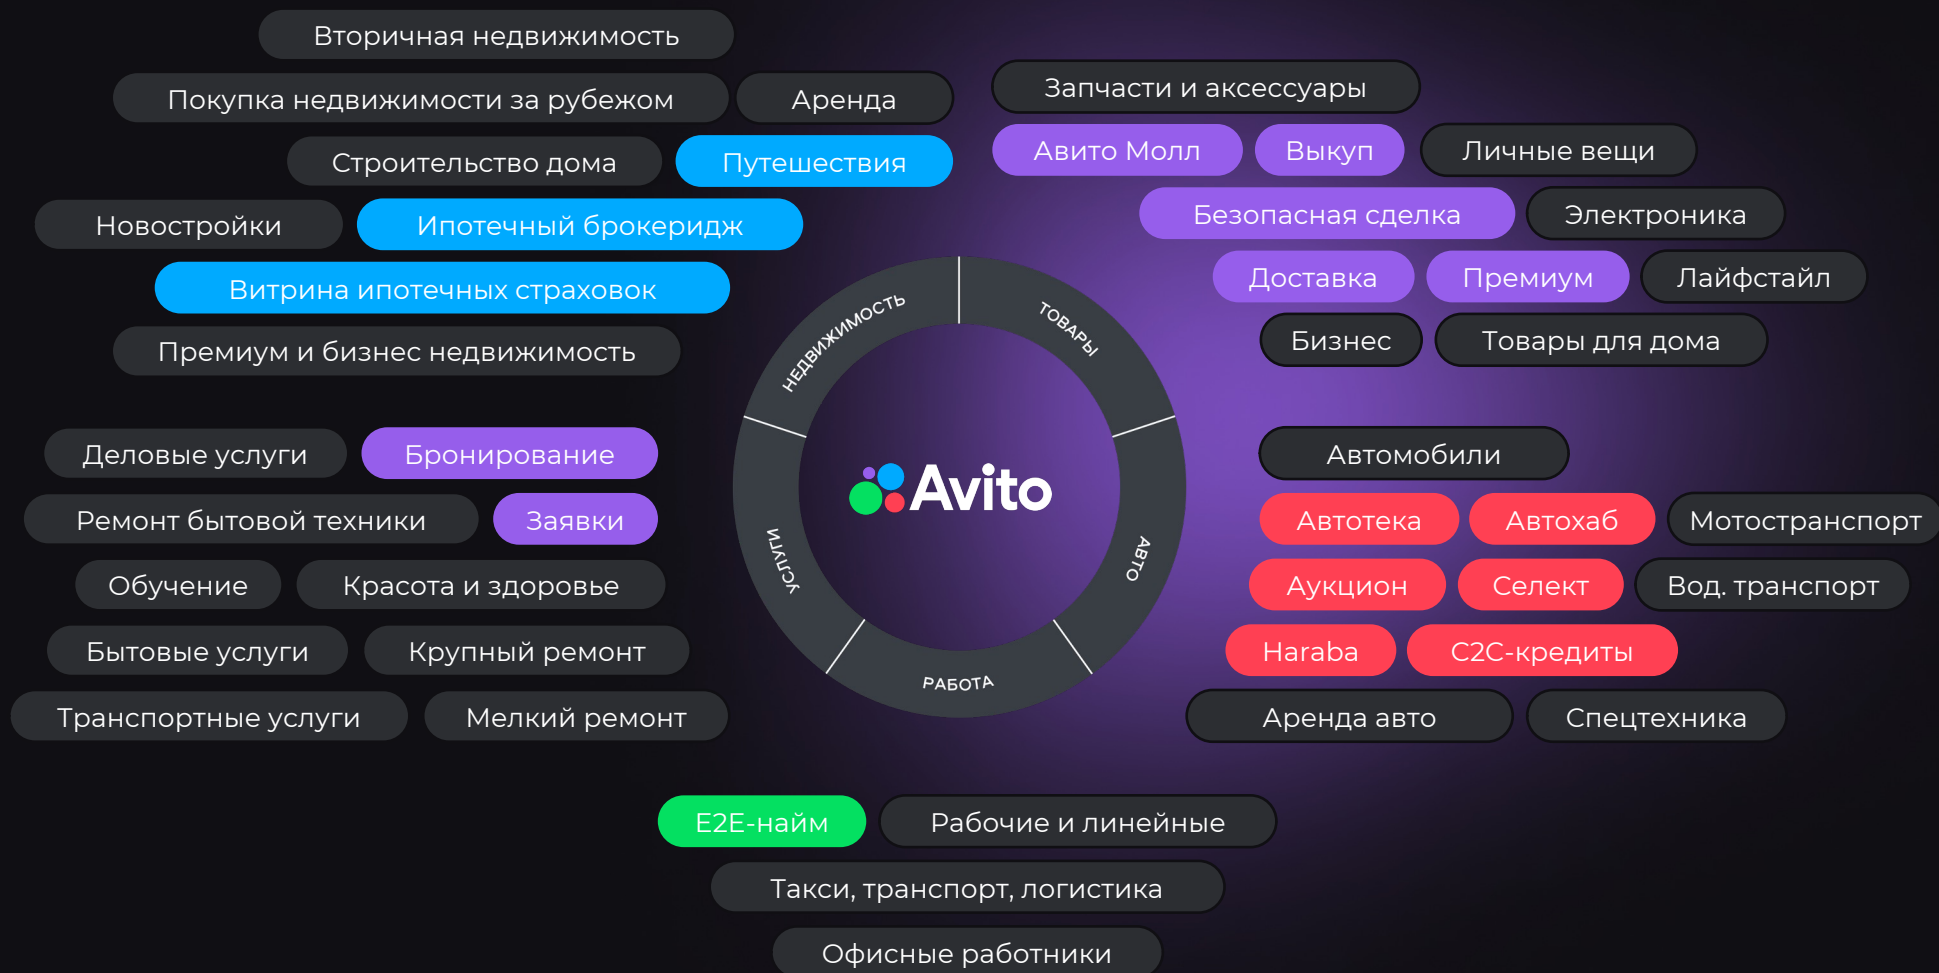 Вторичная недвижимость
Покупка недвижимости за рубежом
Аренда
Строительство дома
Путешествия
Новостройки
Ипотечный брокеридж
Витрина ипотечных страховок
Премиум и бизнес недвижимость
Запчасти и аксессуары
Авито Молл
Выкуп
Личные вещи
Безопасная сделка
Электроника
Доставка
Премиум
Лайфстайл
Бизнес
Товары для дома
НЕДВИЖИМОСТЬ
ТОВАРЫ
АВТО
РАБОТА
УСЛУГИ
Avito
Деловые услуги
Бронирование
Ремонт бытовой техники
Заявки
Обучение
Красота и здоровье
Бытовые услуги
Крупный ремонт
Транспортные услуги
Мелкий ремонт
Автомобили
Автотека
Автохаб
Мотостранспорт
Аукцион
Селект
Вод. транспорт
Haraba
C2C-кредиты
Аренда авто
Спецтехника
E2E-найм
Рабочие и линейные
Такси, транспорт, логистика
Офисные работники